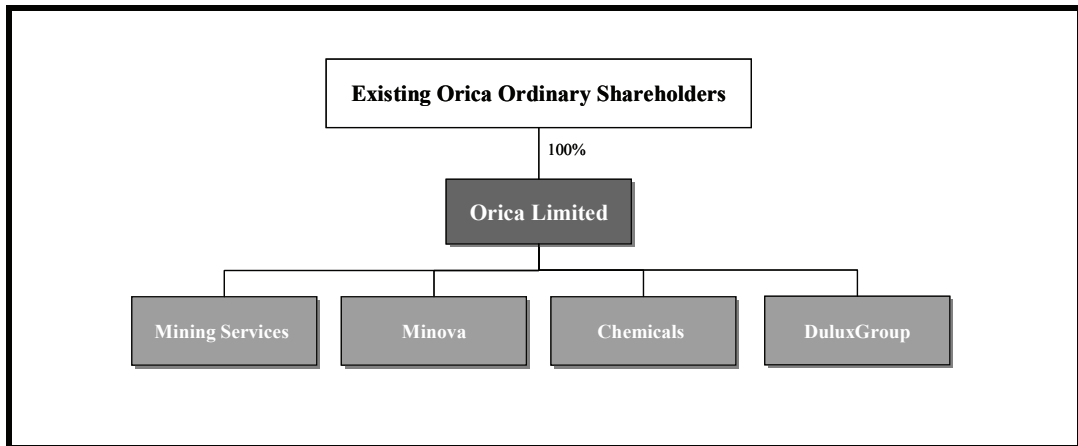 Existing Orica Ordinary Shareholders
100%
Orica Limited
Mining Services
Minova
Chemicals
DuluxGroup